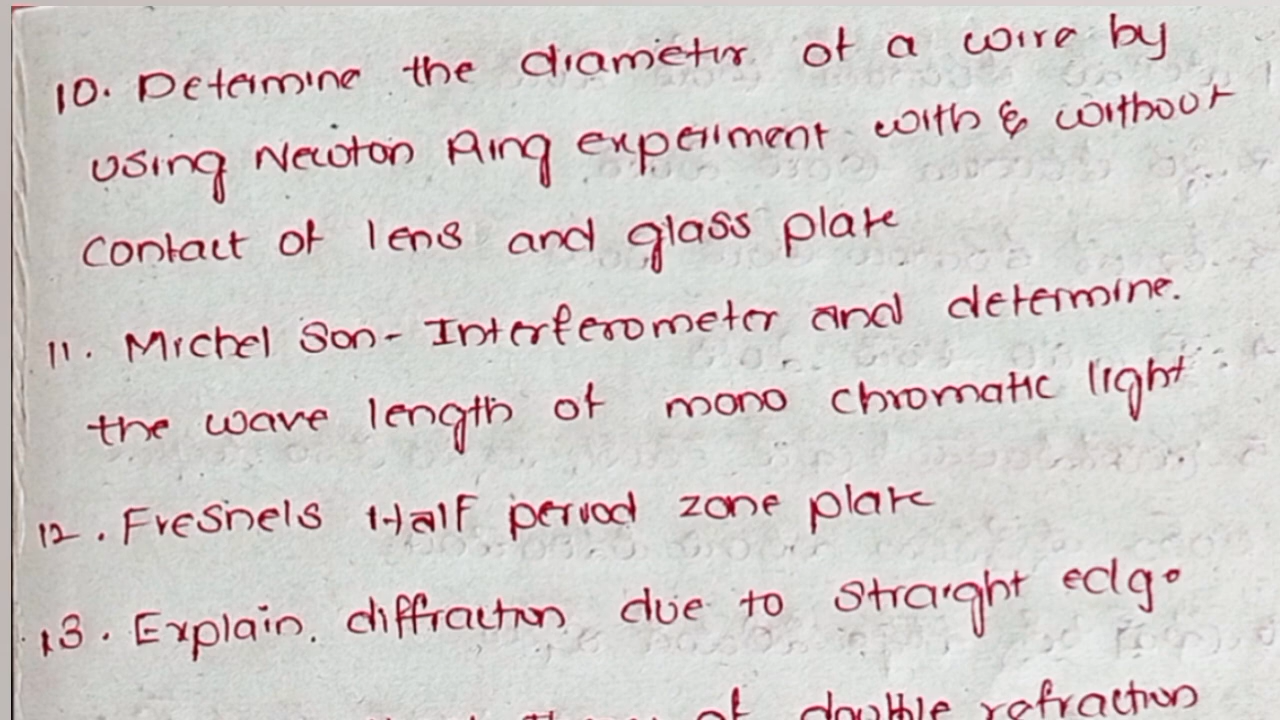 10. Determine the diameter of a wire by
using Newton Ring experiment with & without
contact of lens and glass plate
11. Michel Son- Interferometer and determine.
the wave length of mono chromatic light
12. Fresnels Half period zone plate
13. Explain. diffraction due to straight edge
of double refraction